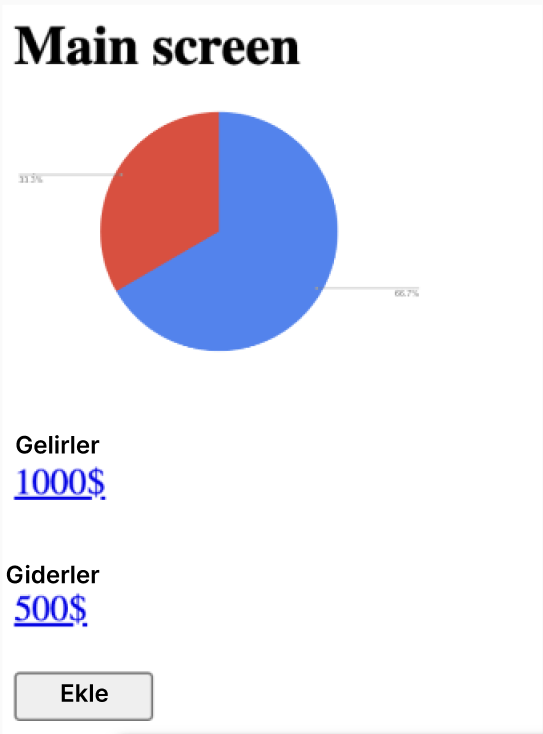 Main screen
33.3%
66.7%
Gelirler
1000$
Giderler
500$
Ekle